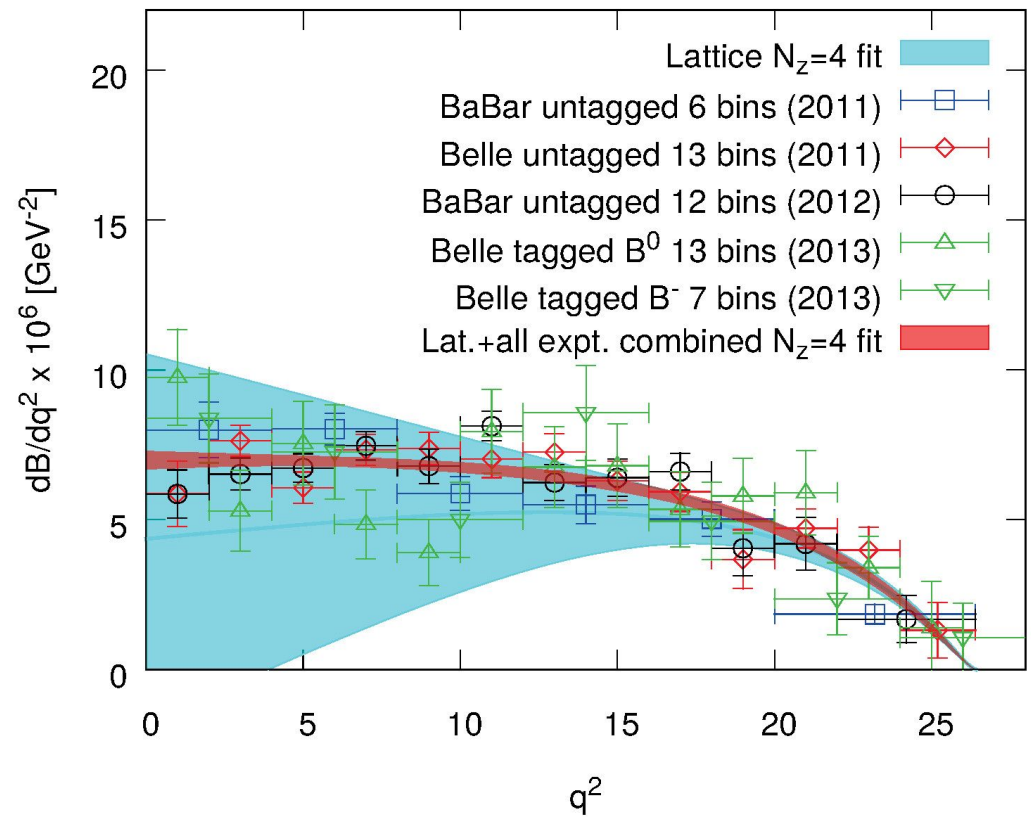 Lattice N_z=4 fit
BaBar untagged 6 bins (2011)
Belle untagged 13 bins (2011)
BaBar untagged 12 bins (2012)
Belle tagged B^0 13 bins (2013)
Belle tagged B^- 7 bins (2013)
Lat.+all expt. combined N_z=4 fit
dB/dq^2 x 10^6 [GeV^-2]
20
15
10
5
0
0 5 10 15 20 25
q^2